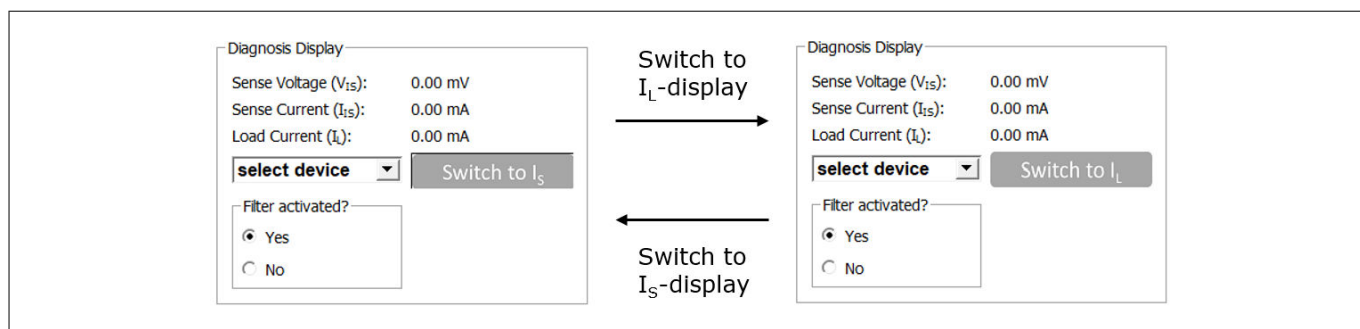 Diagnosis Display
Sense Voltage (VIS): 0.00 mV
Sense Current (IIS): 0.00 mA
Load Current (IL): 0.00 mA
select device Switch to IS
Filter activated?
Yes
No
Switch to
IL-display
Switch to
IS-display
Diagnosis Display
Sense Voltage (VIS): 0.00 mV
Sense Current (IIS): 0.00 mA
Load Current (IL): 0.00 mA
select device Switch to IL
Filter activated?
Yes
No